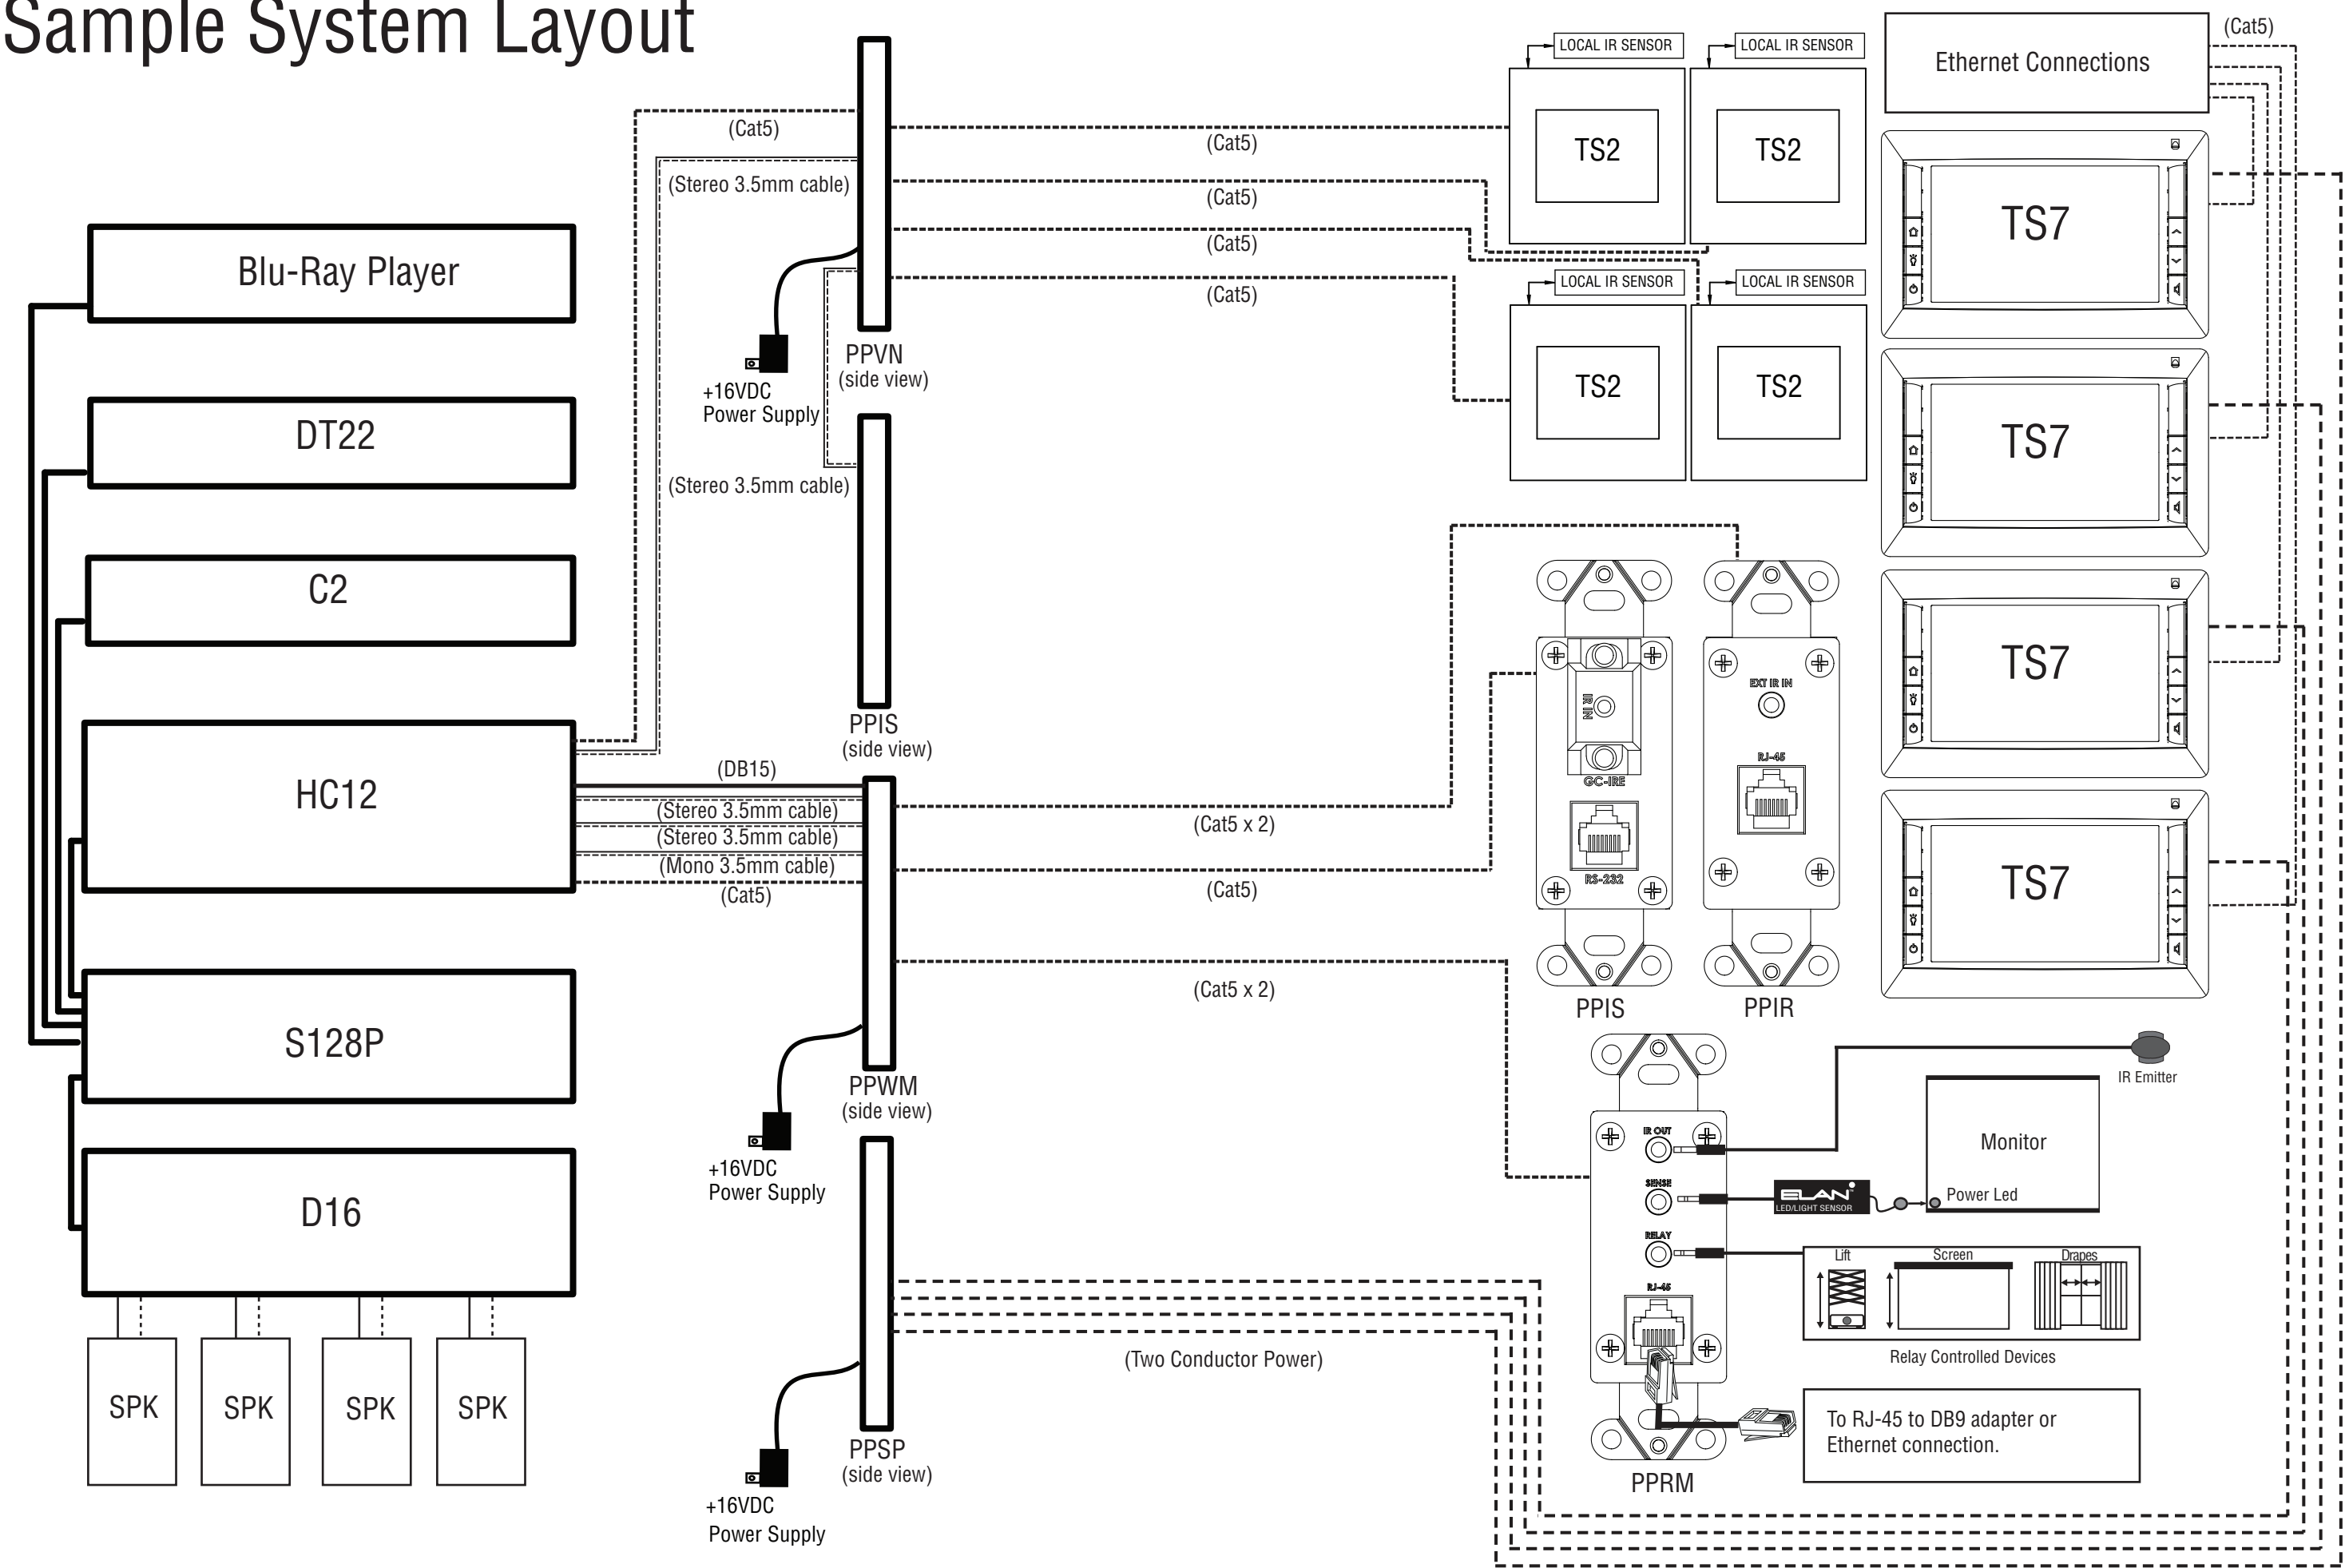 Sample System Layout
Blu-Ray Player
DT22
C2
HC12
S128P
D16
SPK
SPK
SPK
SPK
(Cat5)
(Stereo 3.5mm cable)
+16VDC
Power Supply
PPVN
(side view)
(Stereo 3.5mm cable)
PPIS
(side view)
(DB15)
(Stereo 3.5mm cable)
(Stereo 3.5mm cable)
(Mono 3.5mm cable)
(Cat5)
PPWM
(side view)
+16VDC
Power Supply
PPSP
(side view)
+16VDC
Power Supply
(Cat5)
(Cat5)
(Cat5)
(Cat5)
(Cat5 x 2)
(Cat5)
(Cat5 x 2)
(Two Conductor Power)
LOCAL IR SENSOR
LOCAL IR SENSOR
TS2
TS2
LOCAL IR SENSOR
LOCAL IR SENSOR
TS2
TS2
IR IN
GC-IRE
RS-232
PPIS
EXT IR IN
RJ-45
PPIR
Ethernet Connections
(Cat5)
TS7
TS7
TS7
TS7
IR OUT
SENSE
RELAY
RJ-45
PPRM
IR Emitter
Monitor
Power Led
ELAN™
LED/LIGHT SENSOR
Lift
Screen
Drapes
Relay Controlled Devices
To RJ-45 to DB9 adapter or
Ethernet connection.